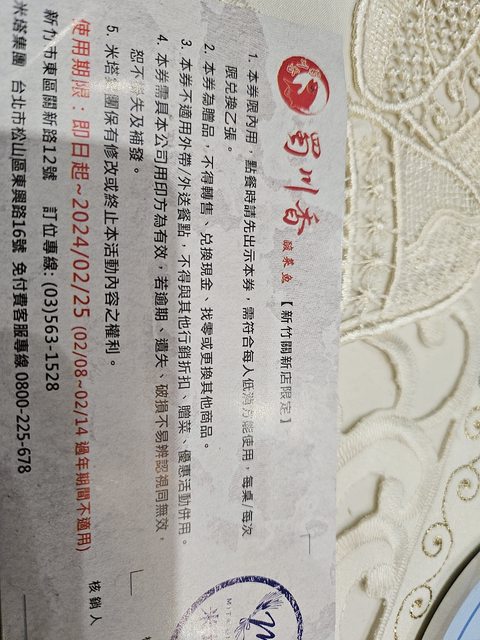 蜀川香 酸菜魚 【新竹關新店限定】
1. 本券限內用，點餐時請先出示本券，需符合每人低消方能使用，每桌/每次
限兌換乙張。
2. 本券為贈品，不得轉售、兌換現金、找零或更換其他商品。
3. 本券不適用外帶/外送餐點，不得與其他行銷折扣、贈菜、優惠活動併用。
4. 本券需具本公司用印方為有效，若逾期、遺失、破損不易辨認視同無效，
恕不掛失及補發。
5. 米塔集團保有修改或終止本活動內容之權利。
使用期限：即日起~2024/02/25 (02/08~02/14 過年期間不適用)
新竹市東區關新路12號 訂位專線: (03)563-1528
米塔集團 台北市松山區東興路16號 免付費客服專線 0800-225-678
核銷人